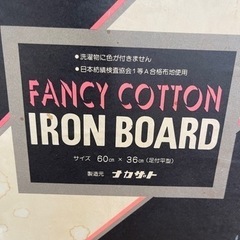 ●洗濯物に色が付きません
●日本紡績検査協会1等A合格布地使用
FANCY COTTON
IRON BOARD
サイズ 60cm × 36cm (足付平型)
製造元 ナカザート